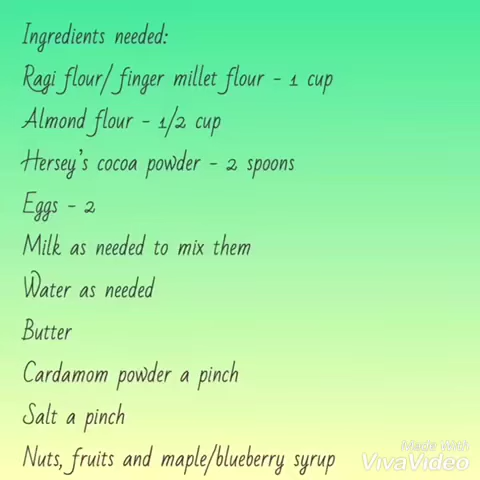 Ingredients needed:
Ragi flour/ finger millet flour - 1 cup
Almond flour - 1/2 cup
Hersey's cocoa powder - 2 spoons
Eggs - 2
Milk as needed to mix them
Water as needed
Butter
Cardamom powder a pinch
Salt a pinch
Nuts, fruits and maple/blueberry syrup
Made With
VivaVideo